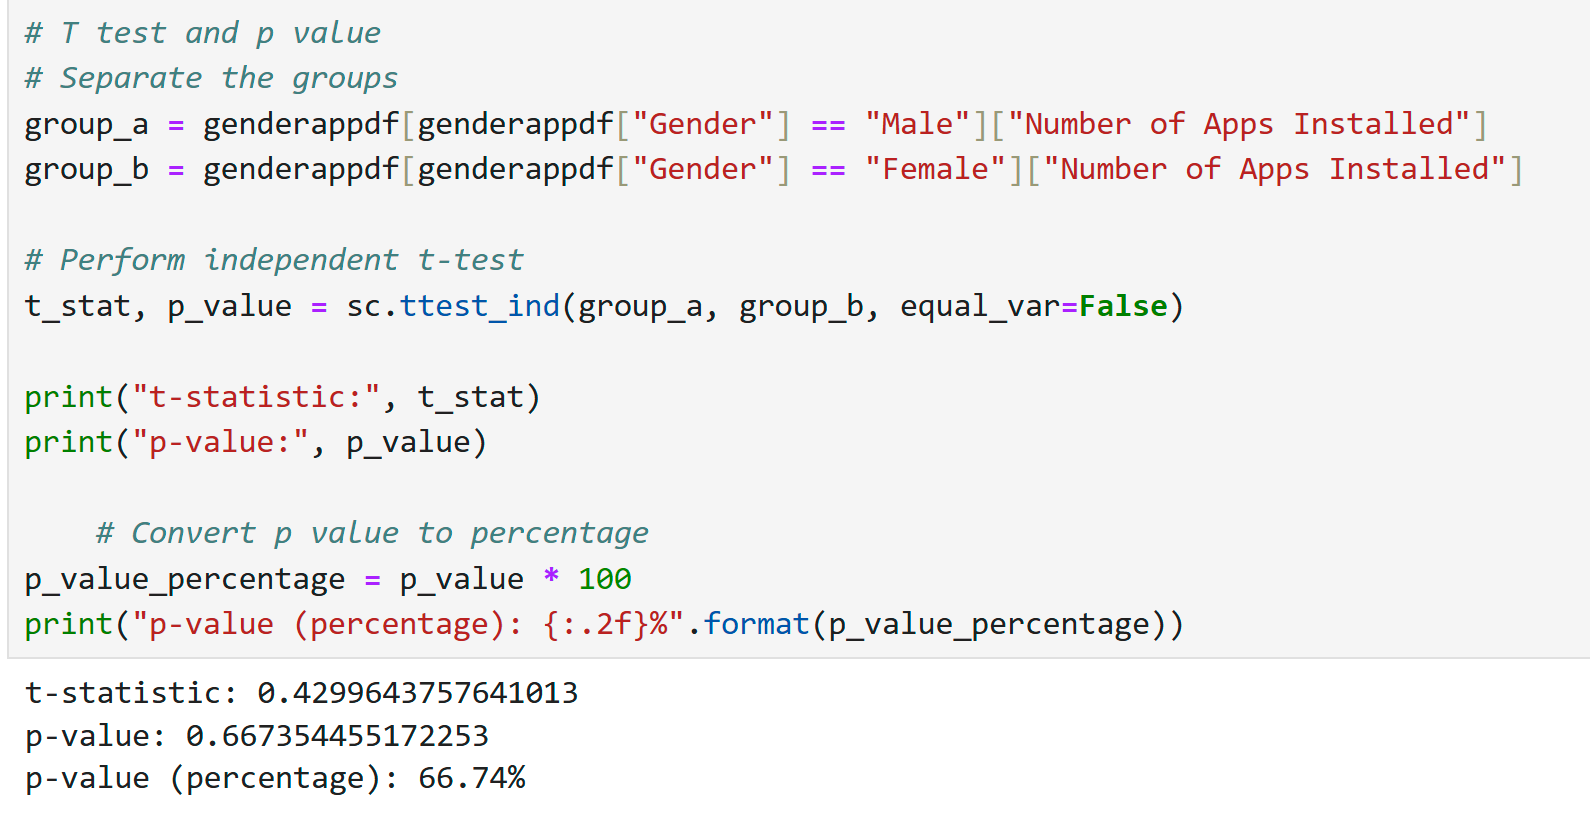 # T test and p value
# Separate the groups
group_a = genderappdf[genderappdf["Gender"] == "Male"]["Number of Apps Installed"]
group_b = genderappdf[genderappdf["Gender"] == "Female"]["Number of Apps Installed"]
# Perform independent t-test
t_stat, p_value = sc.ttest_ind(group_a, group_b, equal_var=False)
print("t-statistic:", t_stat)
print("p-value:", p_value)
    # Convert p value to percentage
p_value_percentage = p_value * 100
print("p-value (percentage): {:.2f}%".format(p_value_percentage))
t-statistic: 0.4299643757641013
p-value: 0.667354455172253
p-value (percentage): 66.74%